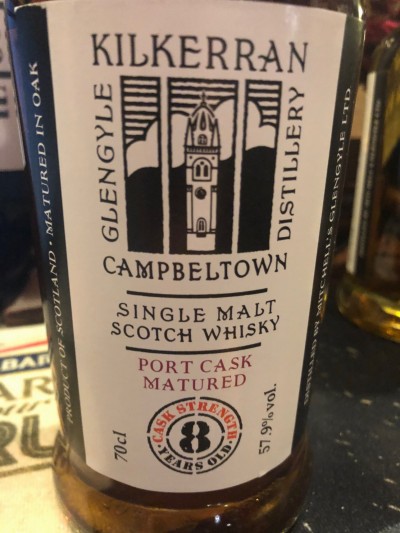 KILKERRAN
GLENGYLE
DISTILLERY
CAMPBELTOWN
SINGLE MALT
SCOTCH WHISKY
PORT CASK
MATURED
CASK STRENGTH
8
YEARS OLD
70cl
57.9% vol.
PRODUCT OF SCOTLAND • MATURED IN OAK
DISTILLED BY MITCHELL'S GLENGYLE LTD
BAR